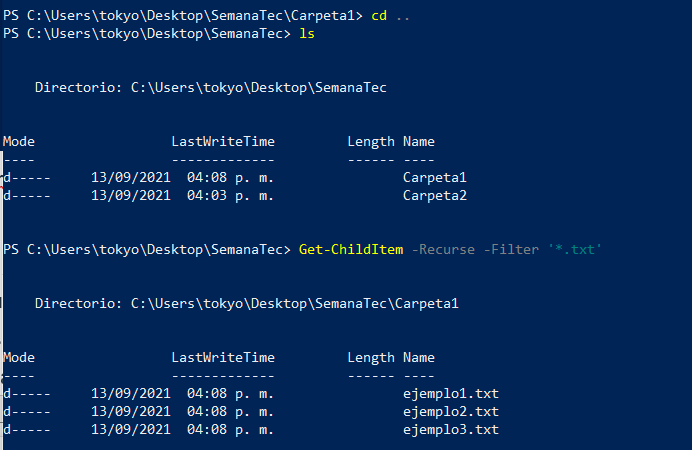 PS C:\Users\tokyo\Desktop\SemanaTec\Carpeta1> cd ..
PS C:\Users\tokyo\Desktop\SemanaTec> ls
Directorio: C:\Users\tokyo\Desktop\SemanaTec
Mode                 LastWriteTime         Length Name
----                 -------------         ------ ----
d-----     13/09/2021  04:08 p. m.                Carpeta1
d-----     13/09/2021  04:03 p. m.                Carpeta2
PS C:\Users\tokyo\Desktop\SemanaTec> Get-ChildItem -Recurse -Filter '*.txt'
Directorio: C:\Users\tokyo\Desktop\SemanaTec\Carpeta1
Mode                 LastWriteTime         Length Name
----                 -------------         ------ ----
d-----     13/09/2021  04:08 p. m.                ejemplo1.txt
d-----     13/09/2021  04:08 p. m.                ejemplo2.txt
d-----     13/09/2021  04:08 p. m.                ejemplo3.txt